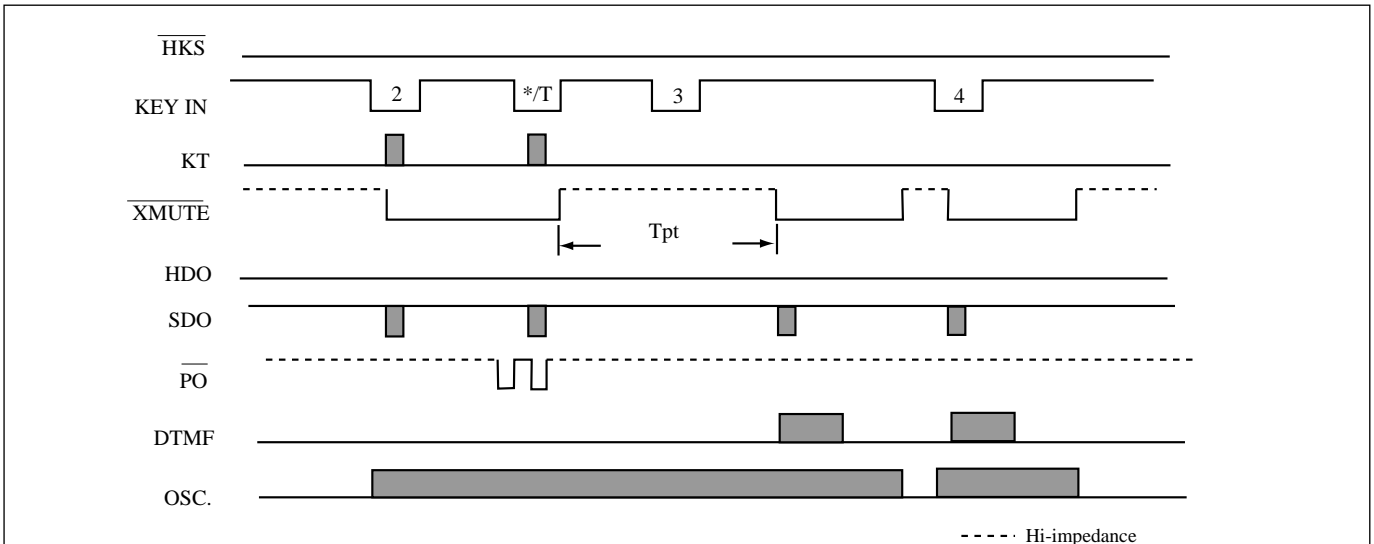 HKS
KEY IN 2 */T 3 4
KT
XMUTE
Tpt
HDO
SDO
PO
DTMF
OSC.
Hi-impedance